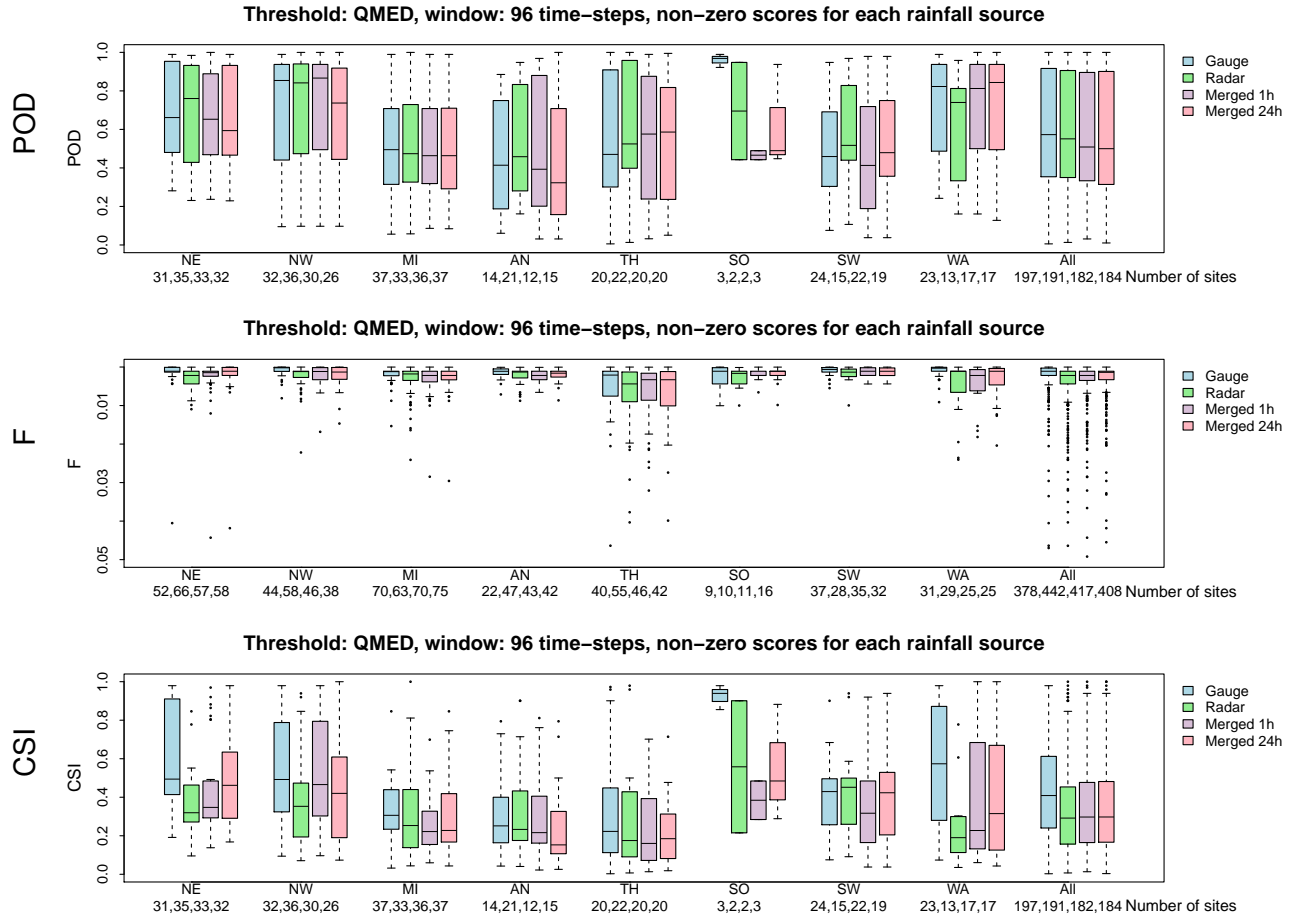 Threshold: QMED, window: 96 time−steps, non−zero scores for each rainfall source
POD
POD
1.0
0.8
0.6
0.4
0.2
0.0
Gauge
Radar
Merged 1h
Merged 24h
NE NW MI AN TH SO SW WA All
31,35,33,32 32,36,30,26 37,33,36,37 14,21,12,15 20,22,20,20 3,2,2,3 24,15,22,19 23,13,17,17 197,191,182,184 Number of sites
Threshold: QMED, window: 96 time−steps, non−zero scores for each rainfall source
F
F
0.01
0.03
0.05
Gauge
Radar
Merged 1h
Merged 24h
NE NW MI AN TH SO SW WA All
52,66,57,58 44,58,46,38 70,63,70,75 22,47,43,42 40,55,46,42 9,10,11,16 37,28,35,32 31,29,25,25 378,442,417,408 Number of sites
Threshold: QMED, window: 96 time−steps, non−zero scores for each rainfall source
CSI
CSI
1.0
0.8
0.6
0.4
0.2
0.0
Gauge
Radar
Merged 1h
Merged 24h
NE NW MI AN TH SO SW WA All
31,35,33,32 32,36,30,26 37,33,36,37 14,21,12,15 20,22,20,20 3,2,2,3 24,15,22,19 23,13,17,17 197,191,182,184 Number of sites